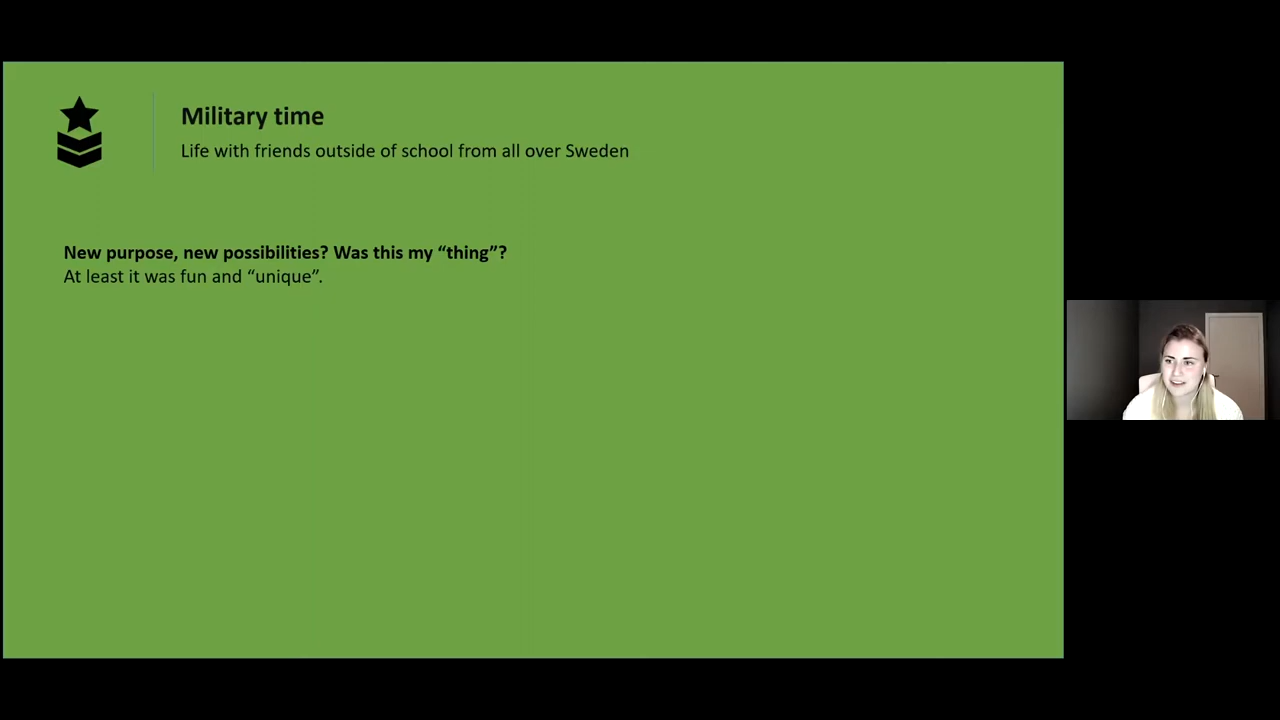 Military time
Life with friends outside of school from all over Sweden
New purpose, new possibilities? Was this my “thing”?
At least it was fun and “unique”.